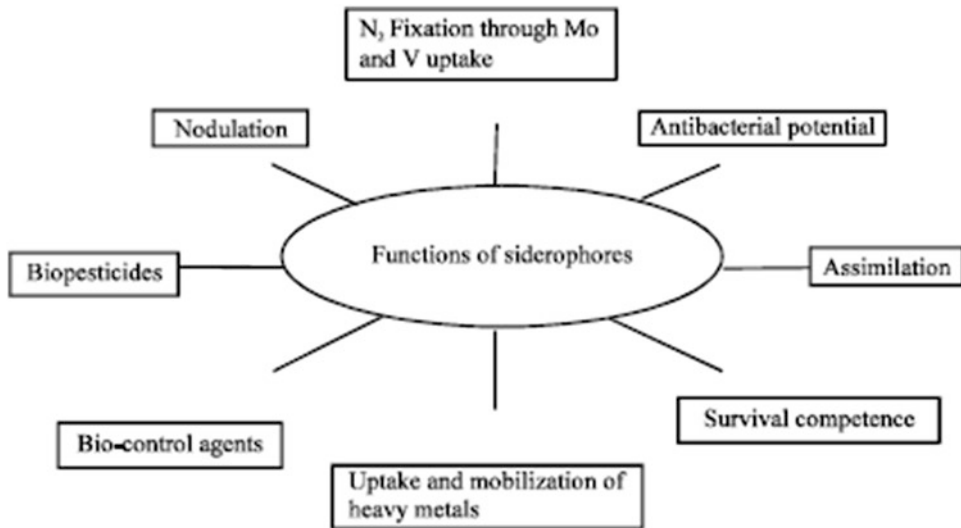 N₂ Fixation through Mo
and V uptake
Nodulation
Antibacterial potential
Functions of siderophores
Biopesticides
Assimilation
Bio-control agents
Survival competence
Uptake and mobilization of
heavy metals